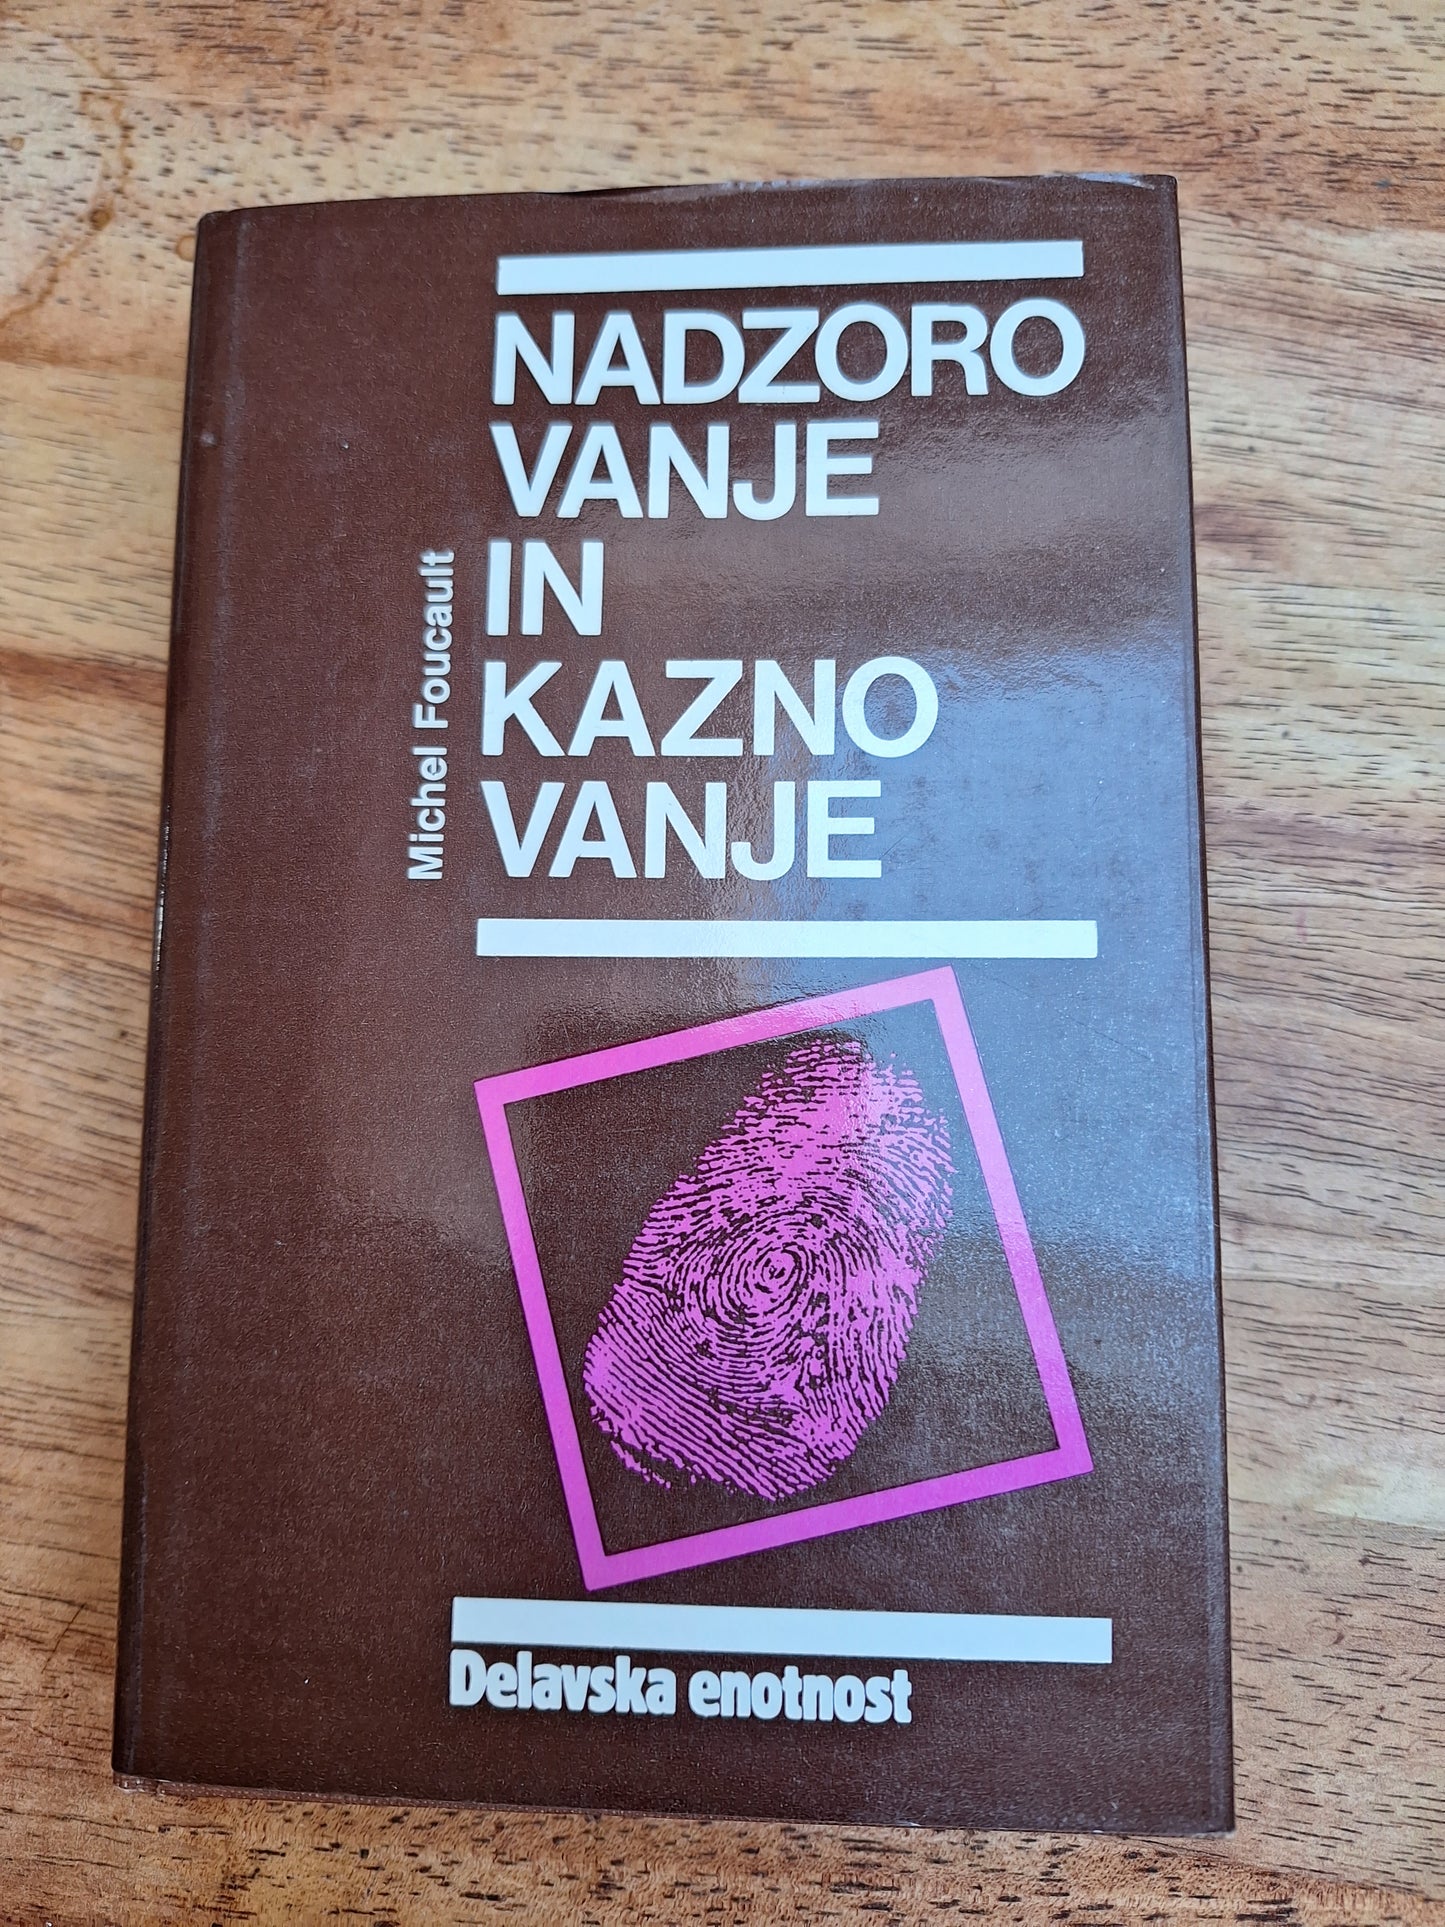 NADZORO
VANJE
IN
KAZNO
VANJE
Michel Foucault
Delavska enotnost